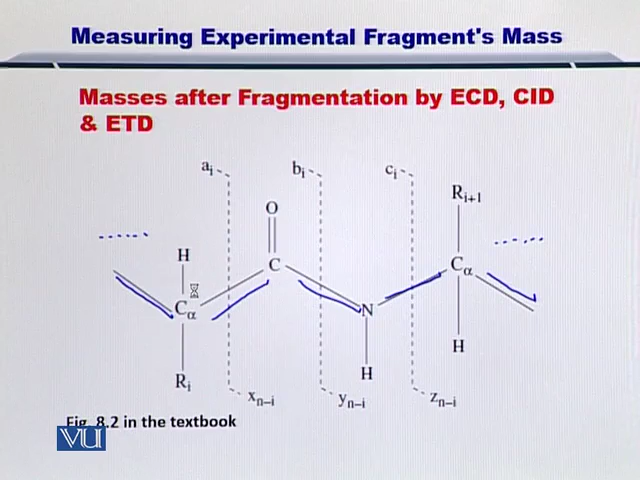 Measuring Experimental Fragment's Mass
Masses after Fragmentation by ECD, CID
& ETD
ai bi ci
Ri+1
O
H C Cα
Cα N
H
Ri H
xn–i yn–i zn–i
Fig. 8.2 in the textbook
VU